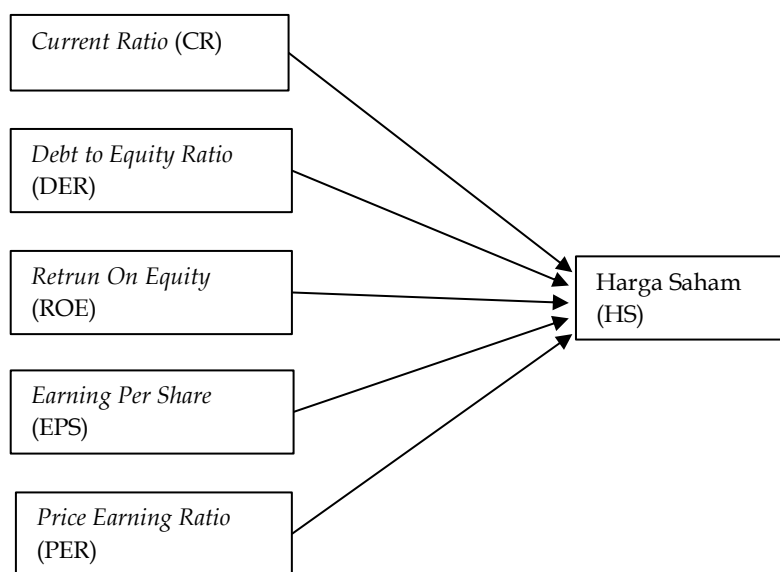 Current Ratio (CR)
Debt to Equity Ratio
(DER)
Retrun On Equity
(ROE)
Earning Per Share
(EPS)
Price Earning Ratio
(PER)
Harga Saham
(HS)